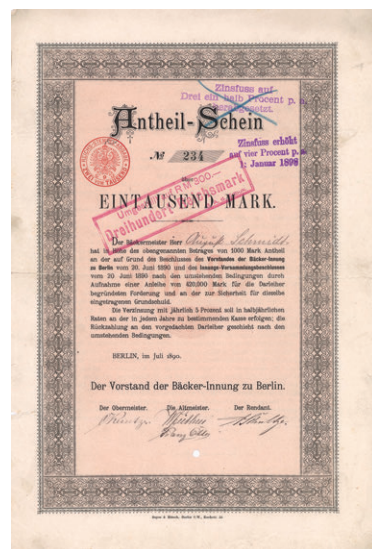 Zinsfuss auf
Drei ein halb Procent p. a.
Antheil-Schein
No 234
Zinsfuss erhöht
auf vier Procent p. a.
1. Januar 1899
über
EINTAUSEND MARK.
Umgestellt auf RM 300.—
Dreihundert Reichsmark
Der Bäckermeister Herr August Schmidt
hat in Höhe des obengenannten Betrages von 1000 Mark Antheil
an der auf Grund des Beschlusses des Vorstandes der Bäcker-Innung
zu Berlin vom 20. Juni 1890 und des Innungs-Versammlungsbeschlusses
vom 20. Juni 1890 nach den umstehenden Bedingungen durch
Aufnahme einer Anleihe von 420,000 Mark für die Darleiher
begründeten Forderung und an der zur Sicherheit für dieselbe
eingetragenen Grundschuld.
Die Verzinsung mit jährlich 5 Procent soll in halbjährlichen
Raten an der in jedem Jahre zu bestimmenden Kasse erfolgen; die
Rückzahlung an den vorgedachten Darleiher geschieht nach den
umstehenden Bedingungen.
BERLIN, im Juli 1890.
Der Vorstand der Bäcker-Innung zu Berlin.
Der Obermeister. Die Altmeister. Der Rendant.